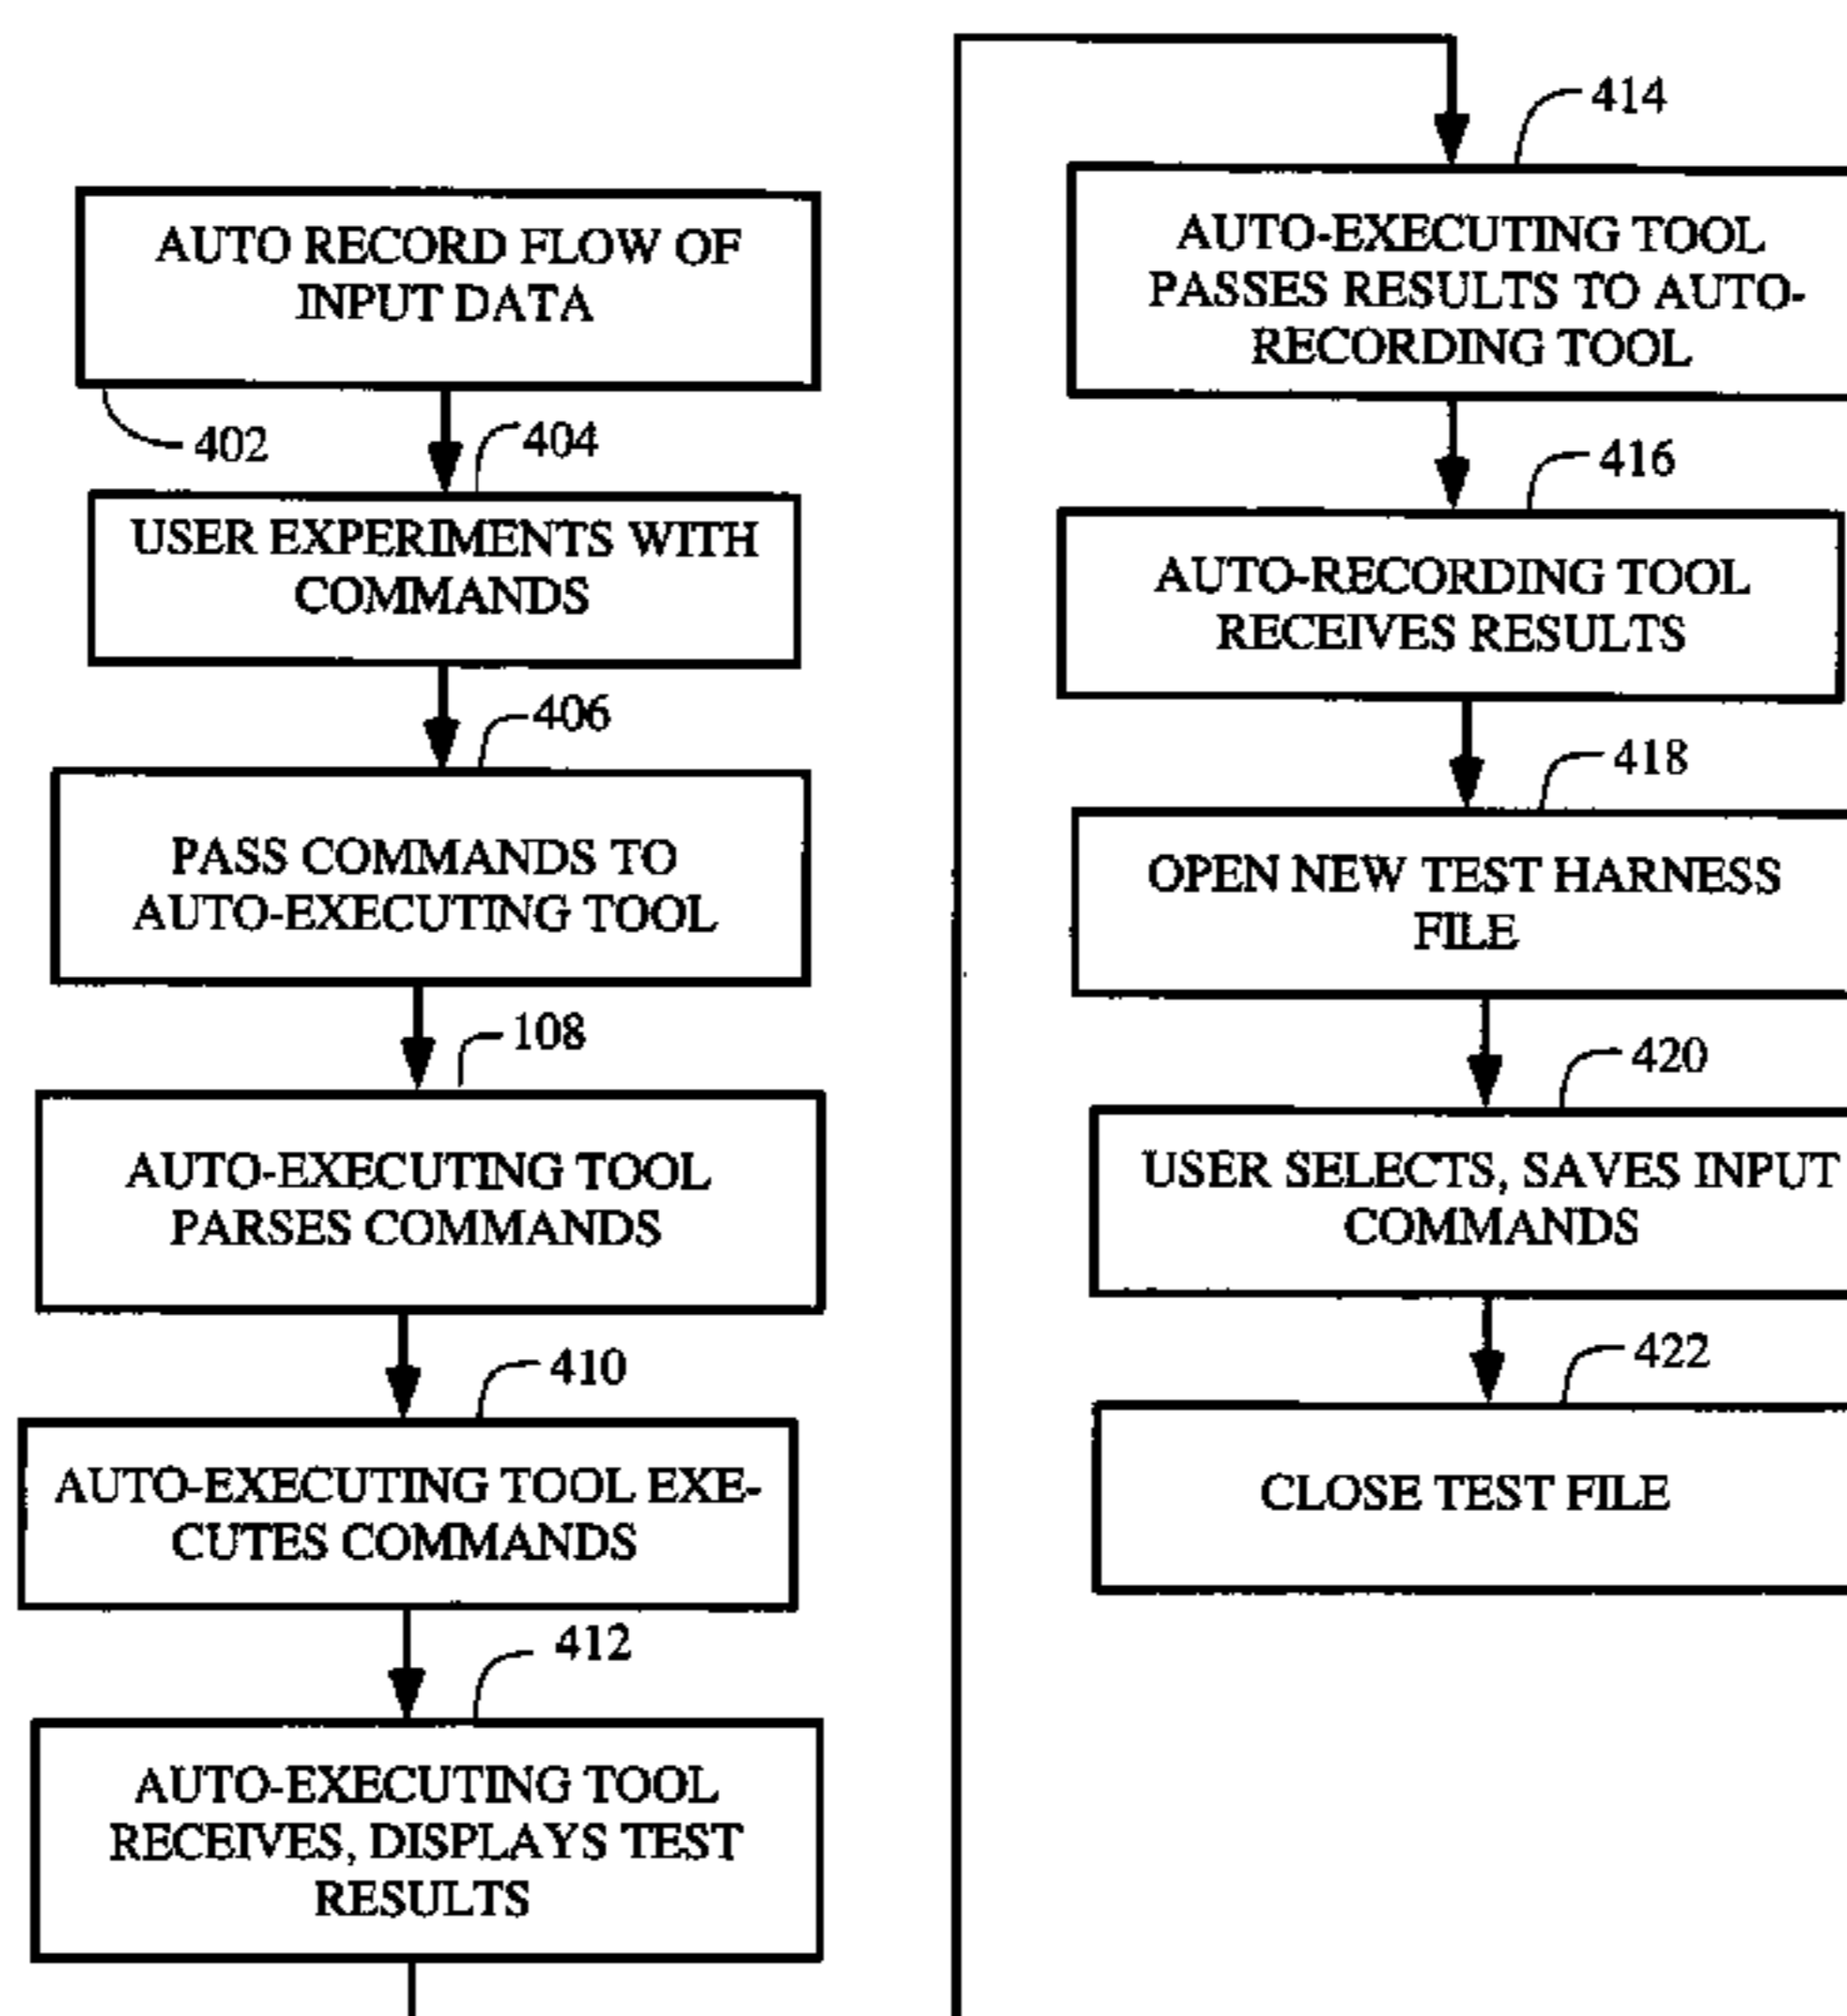 AUTO RECORD FLOW OF
INPUT DATA
402
404
USER EXPERIMENTS WITH
COMMANDS
406
PASS COMMANDS TO
AUTO-EXECUTING TOOL
108
AUTO-EXECUTING TOOL
PARSES COMMANDS
410
AUTO-EXECUTING TOOL EXE-
CUTES COMMANDS
412
AUTO-EXECUTING TOOL
RECEIVES, DISPLAYS TEST
RESULTS
414
AUTO-EXECUTING TOOL
PASSES RESULTS TO AUTO-
RECORDING TOOL
416
AUTO-RECORDING TOOL
RECEIVES RESULTS
418
OPEN NEW TEST HARNESS
FILE
420
USER SELECTS, SAVES INPUT
COMMANDS
422
CLOSE TEST FILE